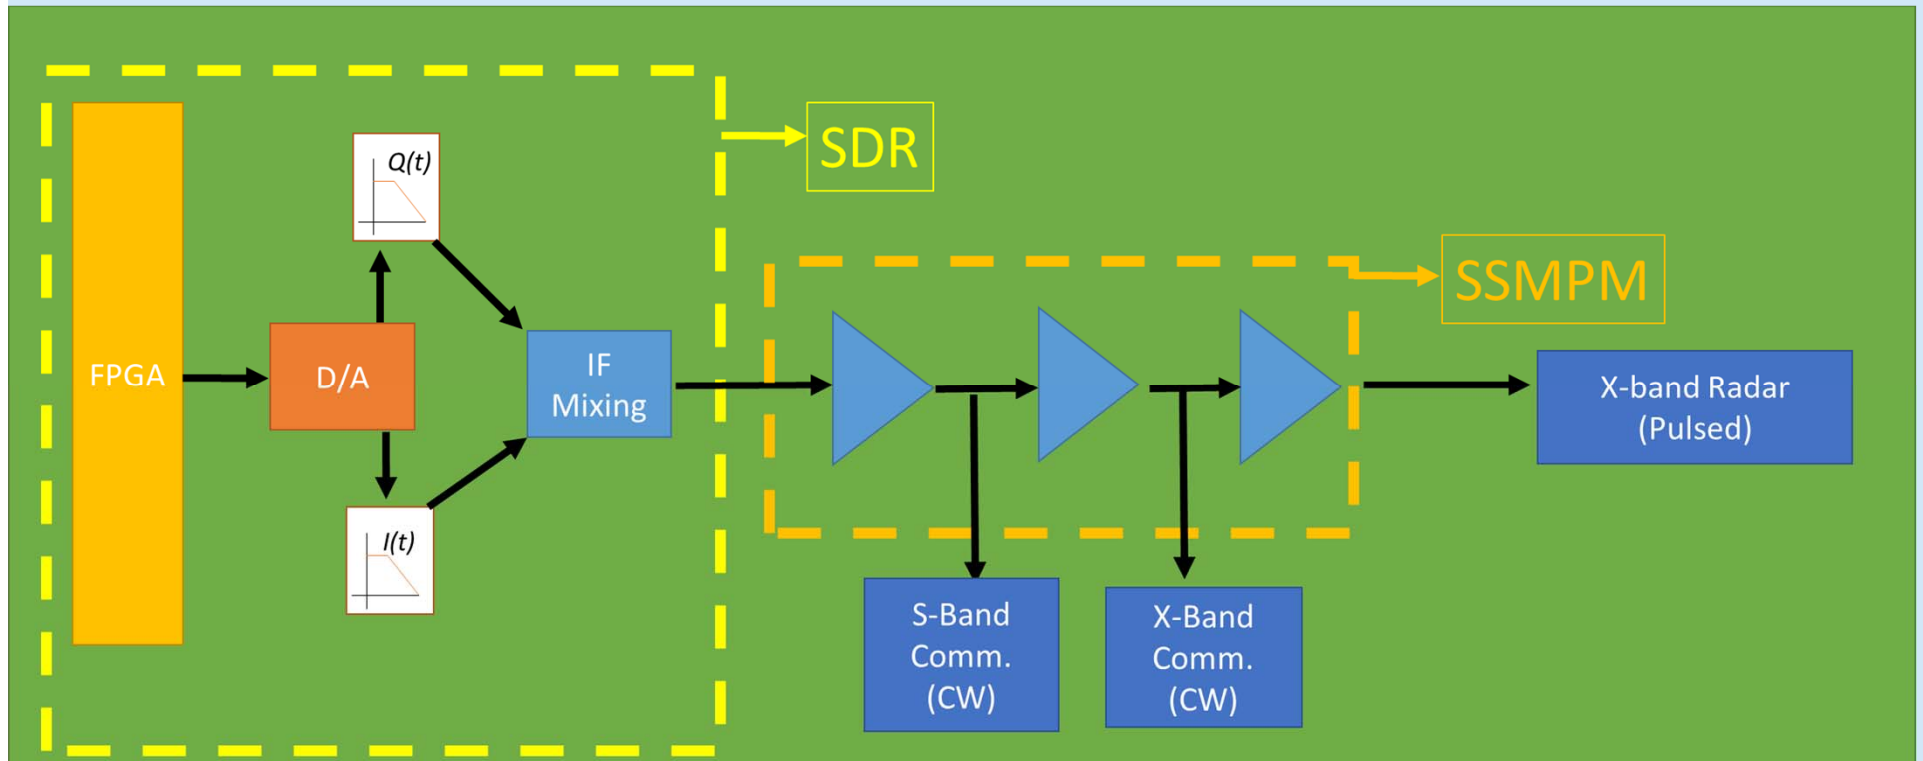 SDR
Q(t)
SSMPM
FPGA
D/A
IF
Mixing
X-band Radar
(Pulsed)
I(t)
S-Band
Comm.
(CW)
X-Band
Comm.
(CW)